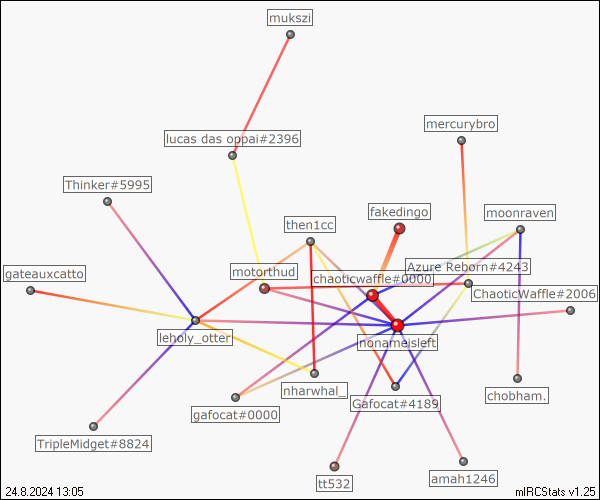 mukszi
mercurybro
lucas das oppai#2396
Thinker#5995
fakedingo
moonraven
then1cc
motorthud
chaoticwaffle#0000
Azure Reborn#4243
gateauxcatto
ChaoticWaffle#2006
leholy_otter
nonameisleft
nharwhal_
Gafocat#4189
chobham.
gafocat#0000
TripleMidget#8824
tt532
amah1246
24.8.2024 13:05
mIRCStats v1.25